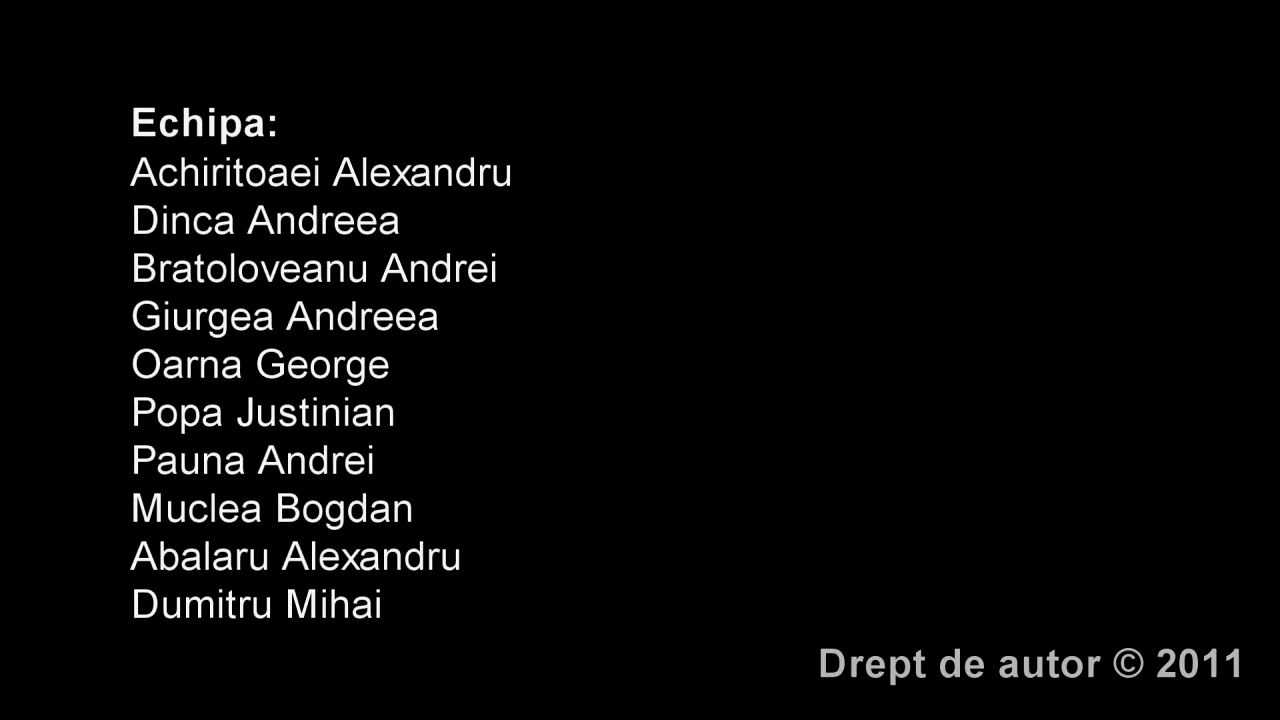 Echipa:
Achiritoaei Alexandru
Dinca Andreea
Bratoloveanu Andrei
Giurgea Andreea
Oarna George
Popa Justinian
Pauna Andrei
Muclea Bogdan
Abalaru Alexandru
Dumitru Mihai
Drept de autor © 2011